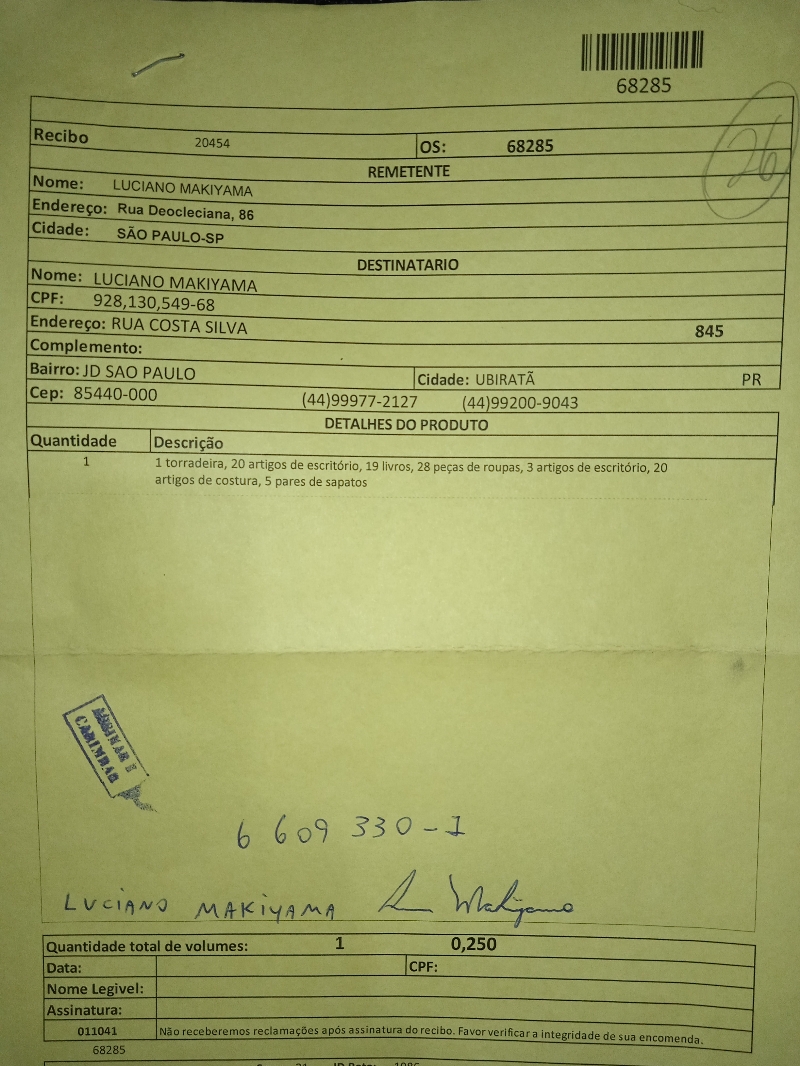 68285
26
Recibo 20454 OS: 68285
REMETENTE
Nome: LUCIANO MAKIYAMA
Endereço: Rua Deocleciana, 86
Cidade: SÃO PAULO-SP
DESTINATARIO
Nome: LUCIANO MAKIYAMA
CPF: 928,130,549-68
Endereço: RUA COSTA SILVA 845
Complemento:
Bairro: JD SAO PAULO Cidade: UBIRATÃ PR
Cep: 85440-000 (44)99977-2127 (44)99200-9043
DETALHES DO PRODUTO
Quantidade Descrição
1 1 torradeira, 20 artigos de escritório, 19 livros, 28 peças de roupas, 3 artigos de escritório, 20
artigos de costura, 5 pares de sapatos
ASSINAR E
CARIMBAR
6 609 330-1
LUCIANO MAKIYAMA
Quantidade total de volumes: 1 0,250
Data: CPF:
Nome Legivel:
Assinatura:
011041 Não receberemos reclamações após assinatura do recibo. Favor verificar a integridade de sua encomenda.
68285